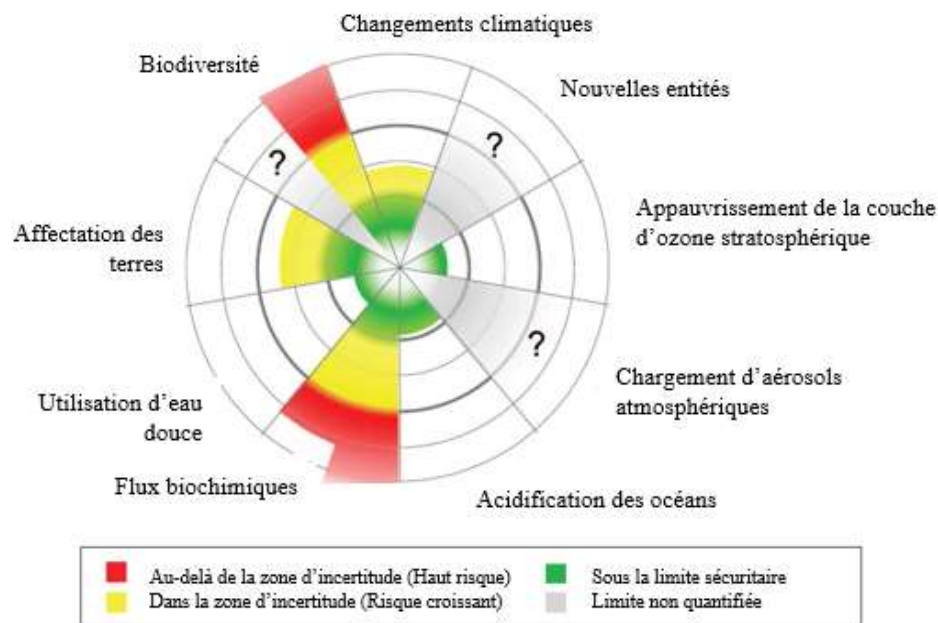 Changements climatiques
Biodiversité
Nouvelles entités
?
?
Appauvrissement de la couche
d’ozone stratosphérique
Affectation des
terres
?
Chargement d’aérosols
atmosphériques
Utilisation d’eau
douce
Flux biochimiques
Acidification des océans
Au-delà de la zone d’incertitude (Haut risque)
Sous la limite sécuritaire
Dans la zone d’incertitude (Risque croissant)
Limite non quantifiée